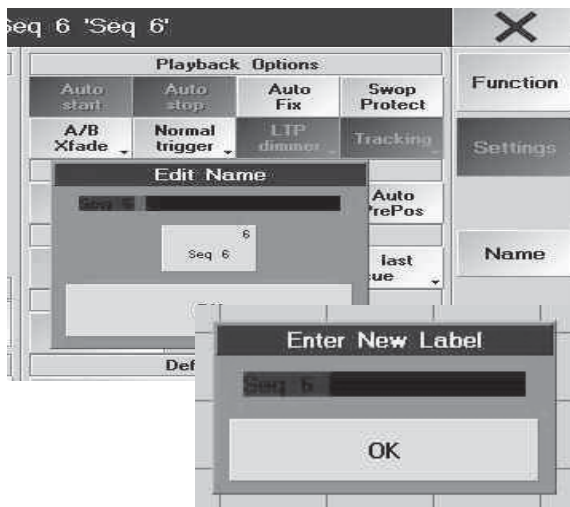 Seq 6 'Seq 6'
Playback Options
Auto start
Auto stop
Auto Fix
Swop Protect
Function
A/B Xfade
Normal trigger
LTP dimmer
Tracking
Settings
Edit Name
Seq 6
6
Seq 6
Auto
PrePos
last
Name
Enter New Label
Seq 6
OK